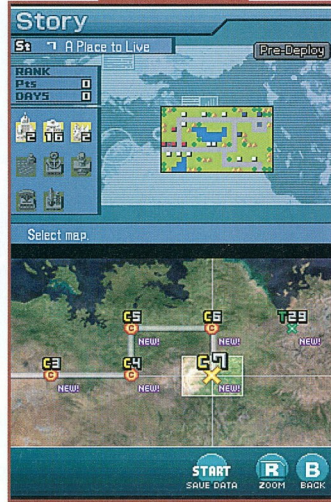 Story
St 7 A Place to Live
Pre-Deploy
RANK
Pts 0
DAYS 0
2 16 2
Select map.
C5 C6 T29
NEW! NEW! NEW!
C3 C4 C7
NEW! NEW! NEW!
START R B
SAVE DATA ZOOM BACK